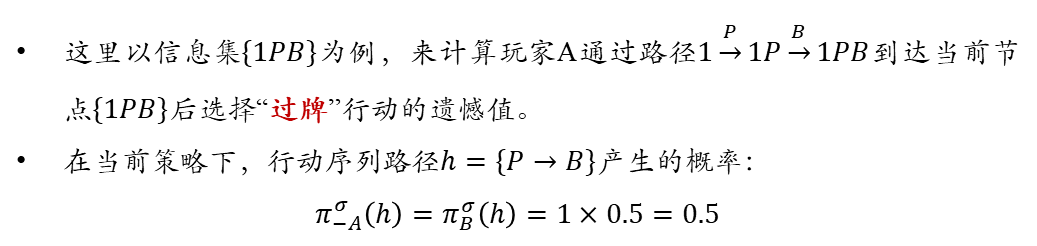 • 这里以信息集{1PB}为例，来计算玩家A通过路径1 →ᴾ 1P →ᴮ 1PB到达当前节
点{1PB}后选择“过牌”行动的遗憾值。
• 在当前策略下，行动序列路径h = {P → B}产生的概率：
π_{−A}^{σ}(h) = π_{B}^{σ}(h) = 1 × 0.5 = 0.5